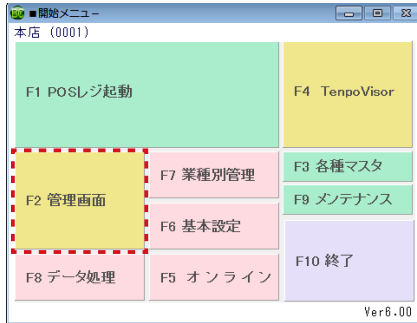 ■開始メニュー
本店 (0001)
F1 POSレジ起動
F4 TenpoVisor
F2 管理画面
F7 業種別管理
F3 各種マスタ
F9 メンテナンス
F6 基本設定
F8 データ処理
F5 オンライン
F10 終了
Ver6.00